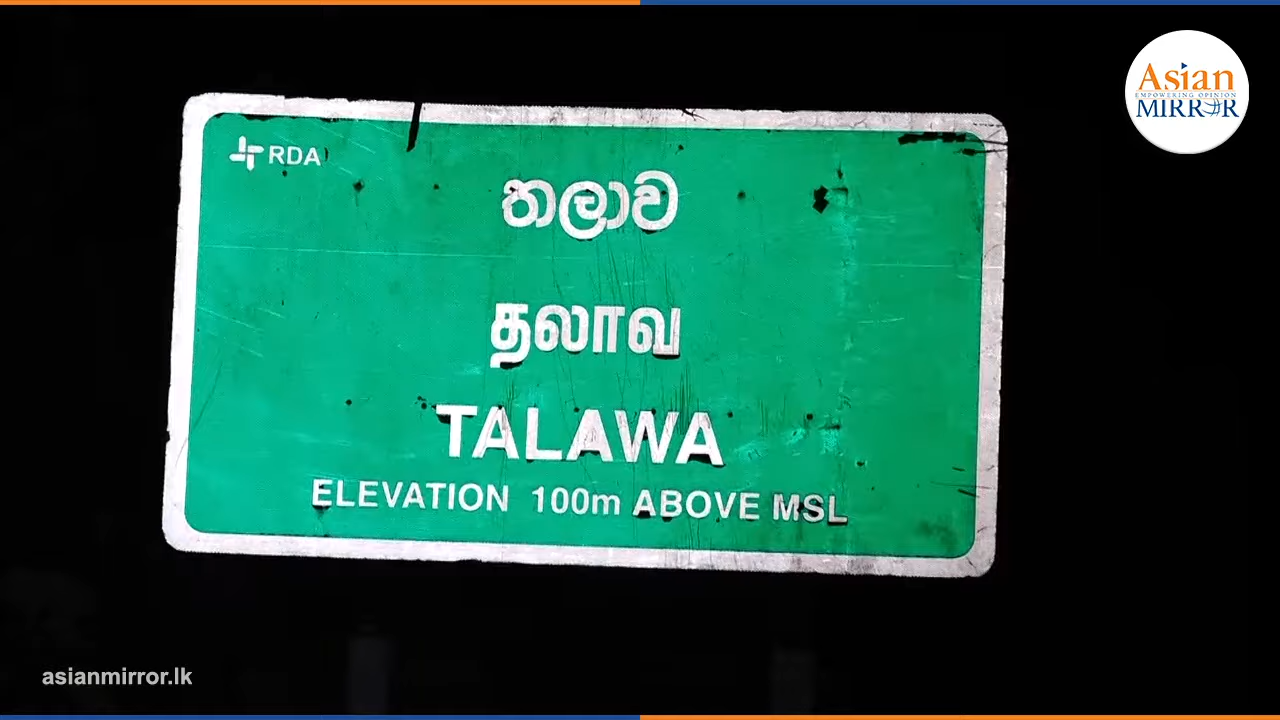 Asian
EMPOWERING OPINION
MIRROR
RDA
තලාව
தலாவ
TALAWA
ELEVATION 100m ABOVE MSL
asianmirror.lk